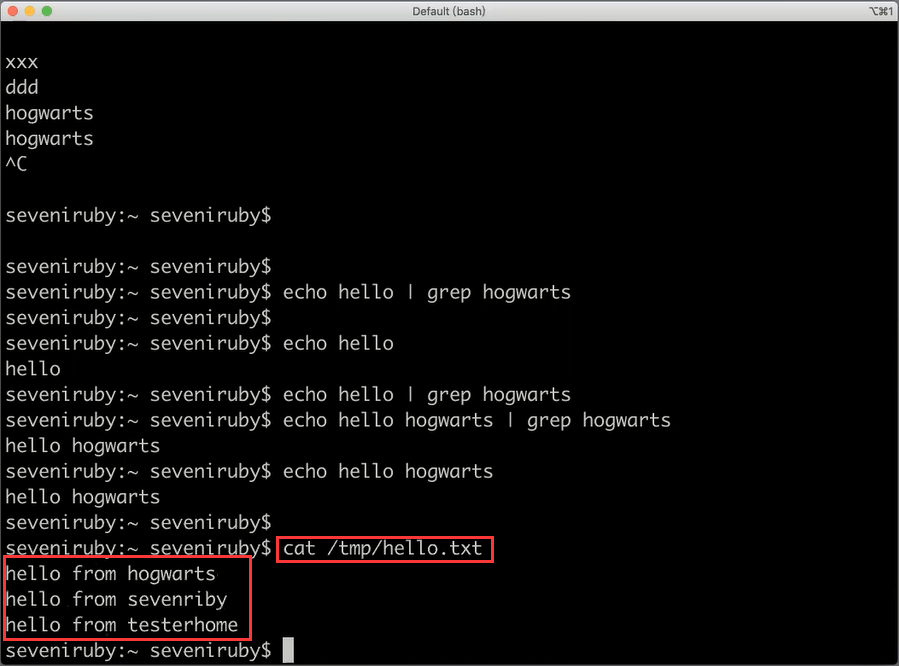 Default (bash)
⌥⌘1
xxx
ddd
hogwarts
hogwarts
^C
seveniruby:~ seveniruby$
seveniruby:~ seveniruby$
seveniruby:~ seveniruby$ echo hello | grep hogwarts
seveniruby:~ seveniruby$
seveniruby:~ seveniruby$ echo hello
hello
seveniruby:~ seveniruby$ echo hello | grep hogwarts
seveniruby:~ seveniruby$ echo hello hogwarts | grep hogwarts
hello hogwarts
seveniruby:~ seveniruby$ echo hello hogwarts
hello hogwarts
seveniruby:~ seveniruby$
seveniruby:~ seveniruby$ cat /tmp/hello.txt
hello from hogwarts
hello from sevenriby
hello from testerhome
seveniruby:~ seveniruby$